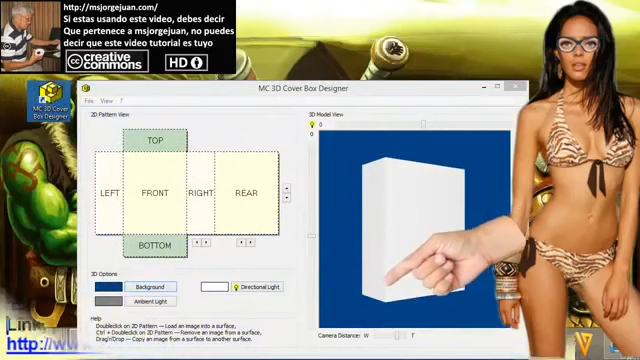 http://msjorgejuan.com/
Si estas usando este video, debes decir
Que pertenece a msjorgejuan, no puedes
decir que este video tutorial es tuyo
cc creative commons
HD
MC 3D Cover
Box Designer
MC 3D Cover Box Designer
File View ?
2D Pattern View
TOP
LEFT FRONT RIGHT REAR
BOTTOM
3D Options
Background
Directional Light
Ambient Light
Help
Doubleclick on 2D Pattern — Load an image into a surface,
Ctrl + Doubleclick on 2D Pattern — Remove an image from a surface,
Drag'n'Drop — Copy an image from a surface to another surface.
3D Model View
0
0
Camera Distance: W T
Link
http://w